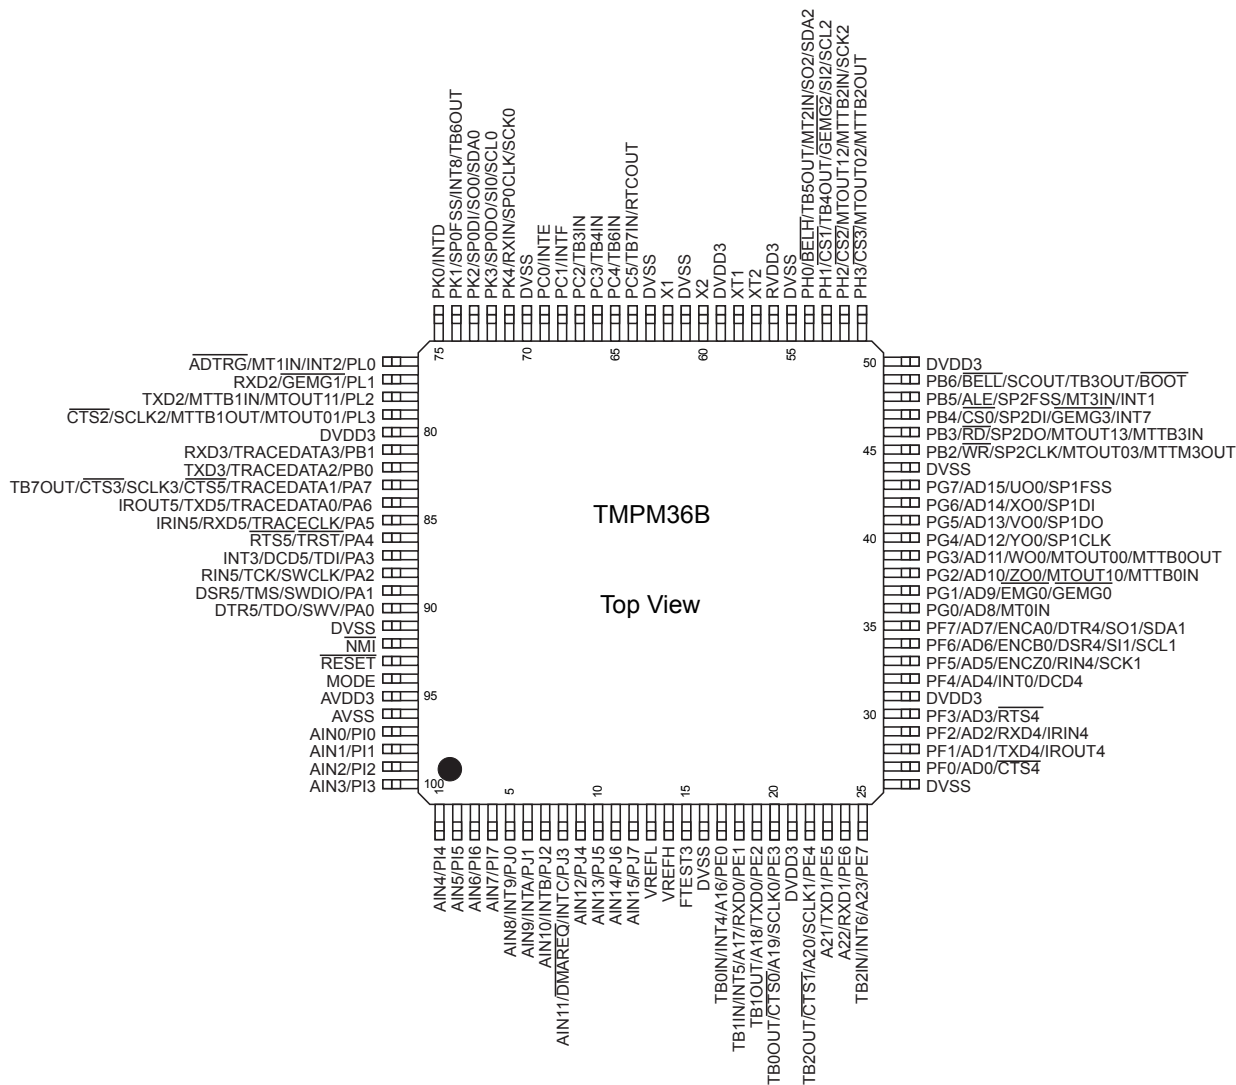 PK0/INTD
PK1/SP0FSS/INT8/TB6OUT
PK2/SP0DI/SO0/SDA0
PK3/SP0DO/SI0/SCL0
PK4/RXIN/SP0CLK/SCK0
DVSS
PC0/INTE
PC1/INTF
PC2/TB3IN
PC3/TB4IN
PC4/TB6IN
PC5/TB7IN/RTCOUT
DVSS
X1
DVSS
X2
DVDD3
XT1
XT2
RVDD3
DVSS
PH0/BELH/TB5OUT/MT2IN/SO2/SDA2
PH1/CS1/TB4OUT/GEMG2/SI2/SCL2
PH2/CS2/MTOUT12/MTTB2IN/SCK2
PH3/CS3/MTOUT02/MTTB2OUT
75
70
65
60
55
ADTRG/MT1IN/INT2/PL0
RXD2/GEMG1/PL1
TXD2/MTTB1IN/MTOUT11/PL2
CTS2/SCLK2/MTTB1OUT/MTOUT01/PL3
DVDD3
RXD3/TRACEDATA3/PB1
TXD3/TRACEDATA2/PB0
TB7OUT/CTS3/SCLK3/CTS5/TRACEDATA1/PA7
IROUT5/TXD5/TRACEDATA0/PA6
IRIN5/RXD5/TRACECLK/PA5
RTS5/TRST/PA4
INT3/DCD5/TDI/PA3
RIN5/TCK/SWCLK/PA2
DSR5/TMS/SWDIO/PA1
DTR5/TDO/SWV/PA0
DVSS
NMI
RESET
MODE
AVDD3
AVSS
AIN0/PI0
AIN1/PI1
AIN2/PI2
AIN3/PI3
80
85
90
95
100
TMPM36B
Top View
50
45
40
35
30
DVDD3
PB6/BELL/SCOUT/TB3OUT/BOOT
PB5/ALE/SP2FSS/MT3IN/INT1
PB4/CS0/SP2DI/GEMG3/INT7
PB3/RD/SP2DO/MTOUT13/MTTB3IN
PB2/WR/SP2CLK/MTOUT03/MTTM3OUT
DVSS
PG7/AD15/UO0/SP1FSS
PG6/AD14/XO0/SP1DI
PG5/AD13/VO0/SP1DO
PG4/AD12/YO0/SP1CLK
PG3/AD11/WO0/MTOUT00/MTTB0OUT
PG2/AD10/ZO0/MTOUT10/MTTB0IN
PG1/AD9/EMG0/GEMG0
PG0/AD8/MT0IN
PF7/AD7/ENCA0/DTR4/SO1/SDA1
PF6/AD6/ENCB0/DSR4/SI1/SCL1
PF5/AD5/ENCZ0/RIN4/SCK1
PF4/AD4/INT0/DCD4
DVDD3
PF3/AD3/RTS4
PF2/AD2/RXD4/IRIN4
PF1/AD1/TXD4/IROUT4
PF0/AD0/CTS4
DVSS
10
5
10
15
20
25
AIN4/PI4
AIN5/PI5
AIN6/PI6
AIN7/PI7
AIN8/INT9/PJ0
AIN9/INTA/PJ1
AIN10/INTB/PJ2
AIN11/DMAREQ/INTC/PJ3
AIN12/PJ4
AIN13/PJ5
AIN14/PJ6
AIN15/PJ7
VREFL
VREFH
FTEST3
DVSS
TB0IN/INT4/A16/PE0
TB1IN/INT5/A17/RXD0/PE1
TB1OUT/A18/TXD0/PE2
TB0OUT/CTS0/A19/SCLK0/PE3
DVDD3
TB2OUT/CTS1/A20/SCLK1/PE4
A21/TXD1/PE5
A22/RXD1/PE6
TB2IN/INT6/A23/PE7